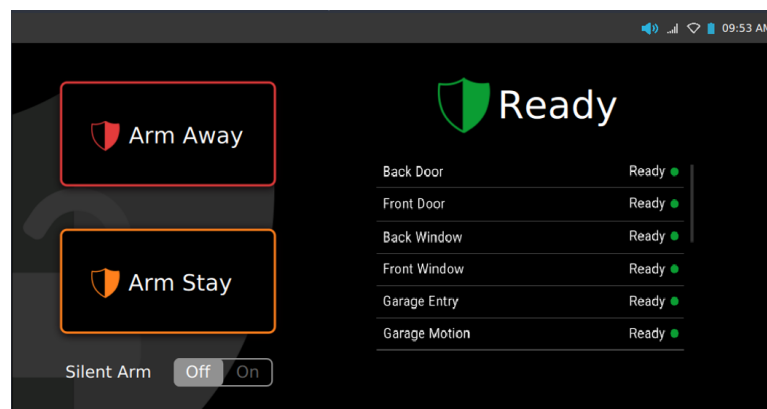 09:53 AM
Arm Away
Ready
Back Door Ready
Front Door Ready
Back Window Ready
Front Window Ready
Garage Entry Ready
Garage Motion Ready
Arm Stay
Silent Arm Off On